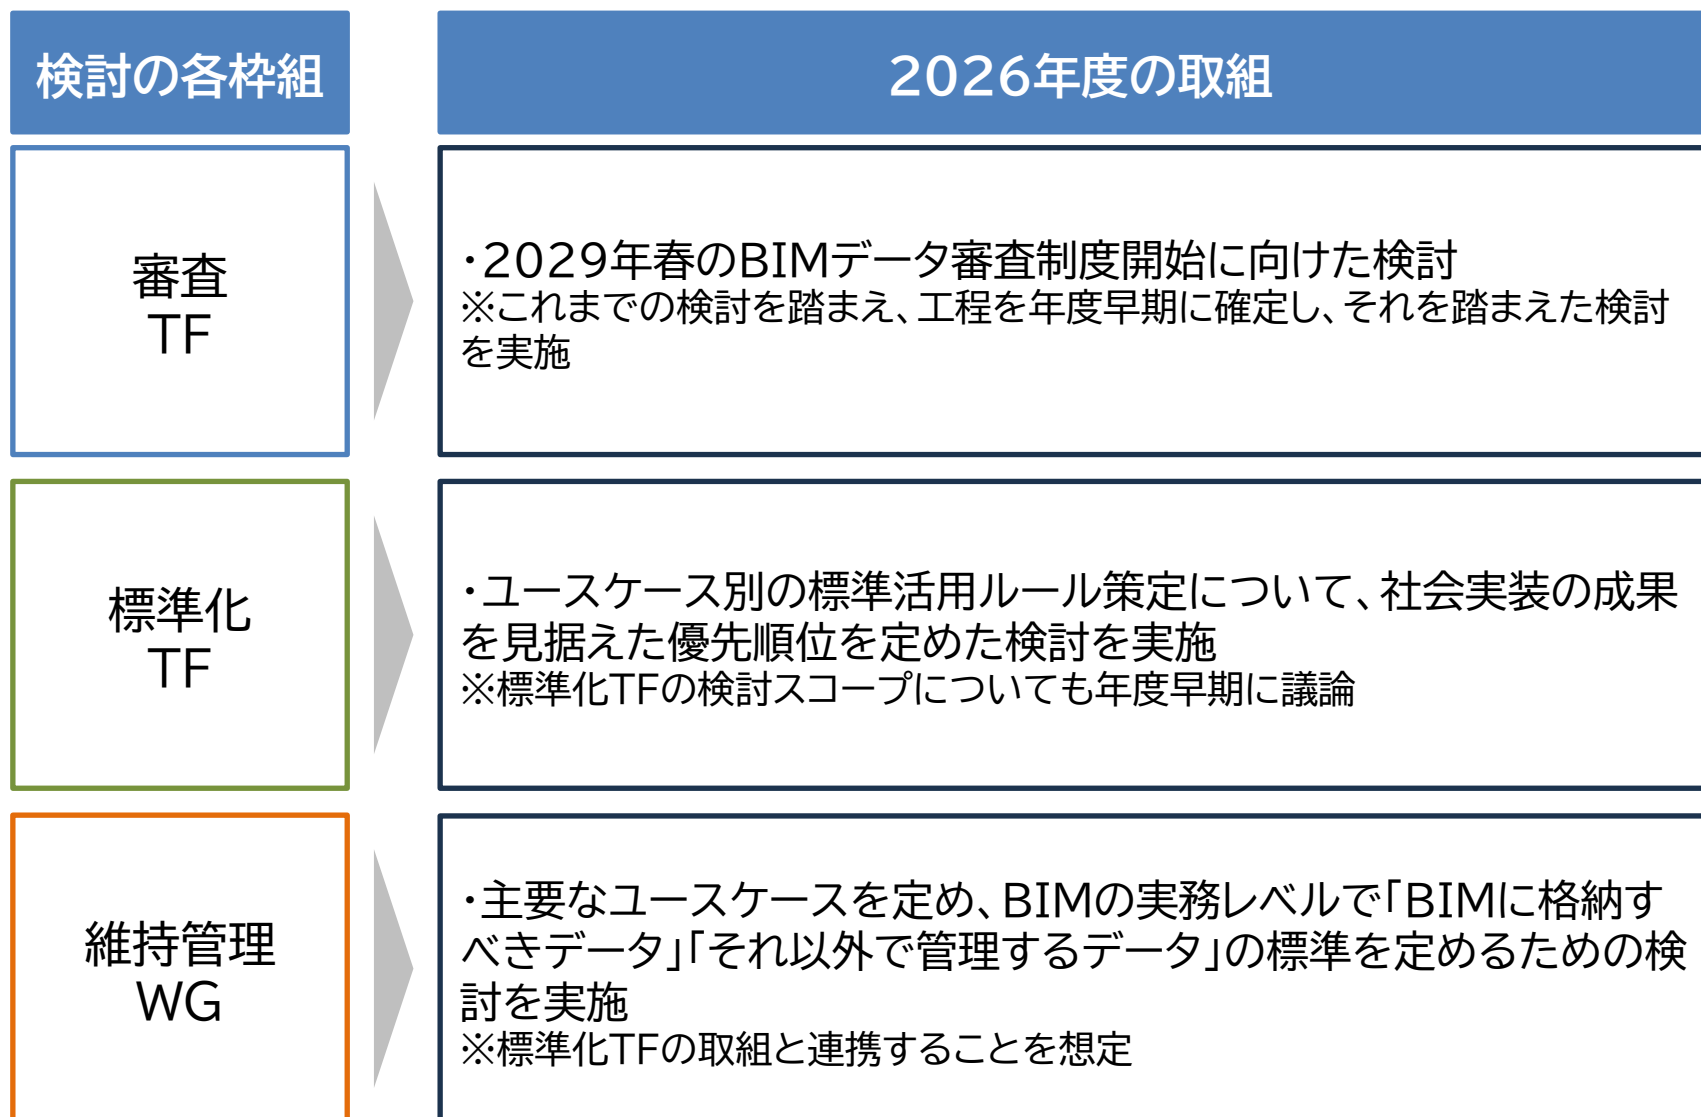 検討の各枠組
2026年度の取組
審査
TF
・2029年春のBIMデータ審査制度開始に向けた検討
※これまでの検討を踏まえ、工程を年度早期に確定し、それを踏まえた検討
を実施
標準化
TF
・ユースケース別の標準活用ルール策定について、社会実装の成果
を見据えた優先順位を定めた検討を実施
※標準化TFの検討スコープについても年度早期に議論
維持管理
WG
・主要なユースケースを定め、BIMの実務レベルで「BIMに格納す
べきデータ」「それ以外で管理するデータ」の標準を定めるための検
討を実施
※標準化TFの取組と連携することを想定